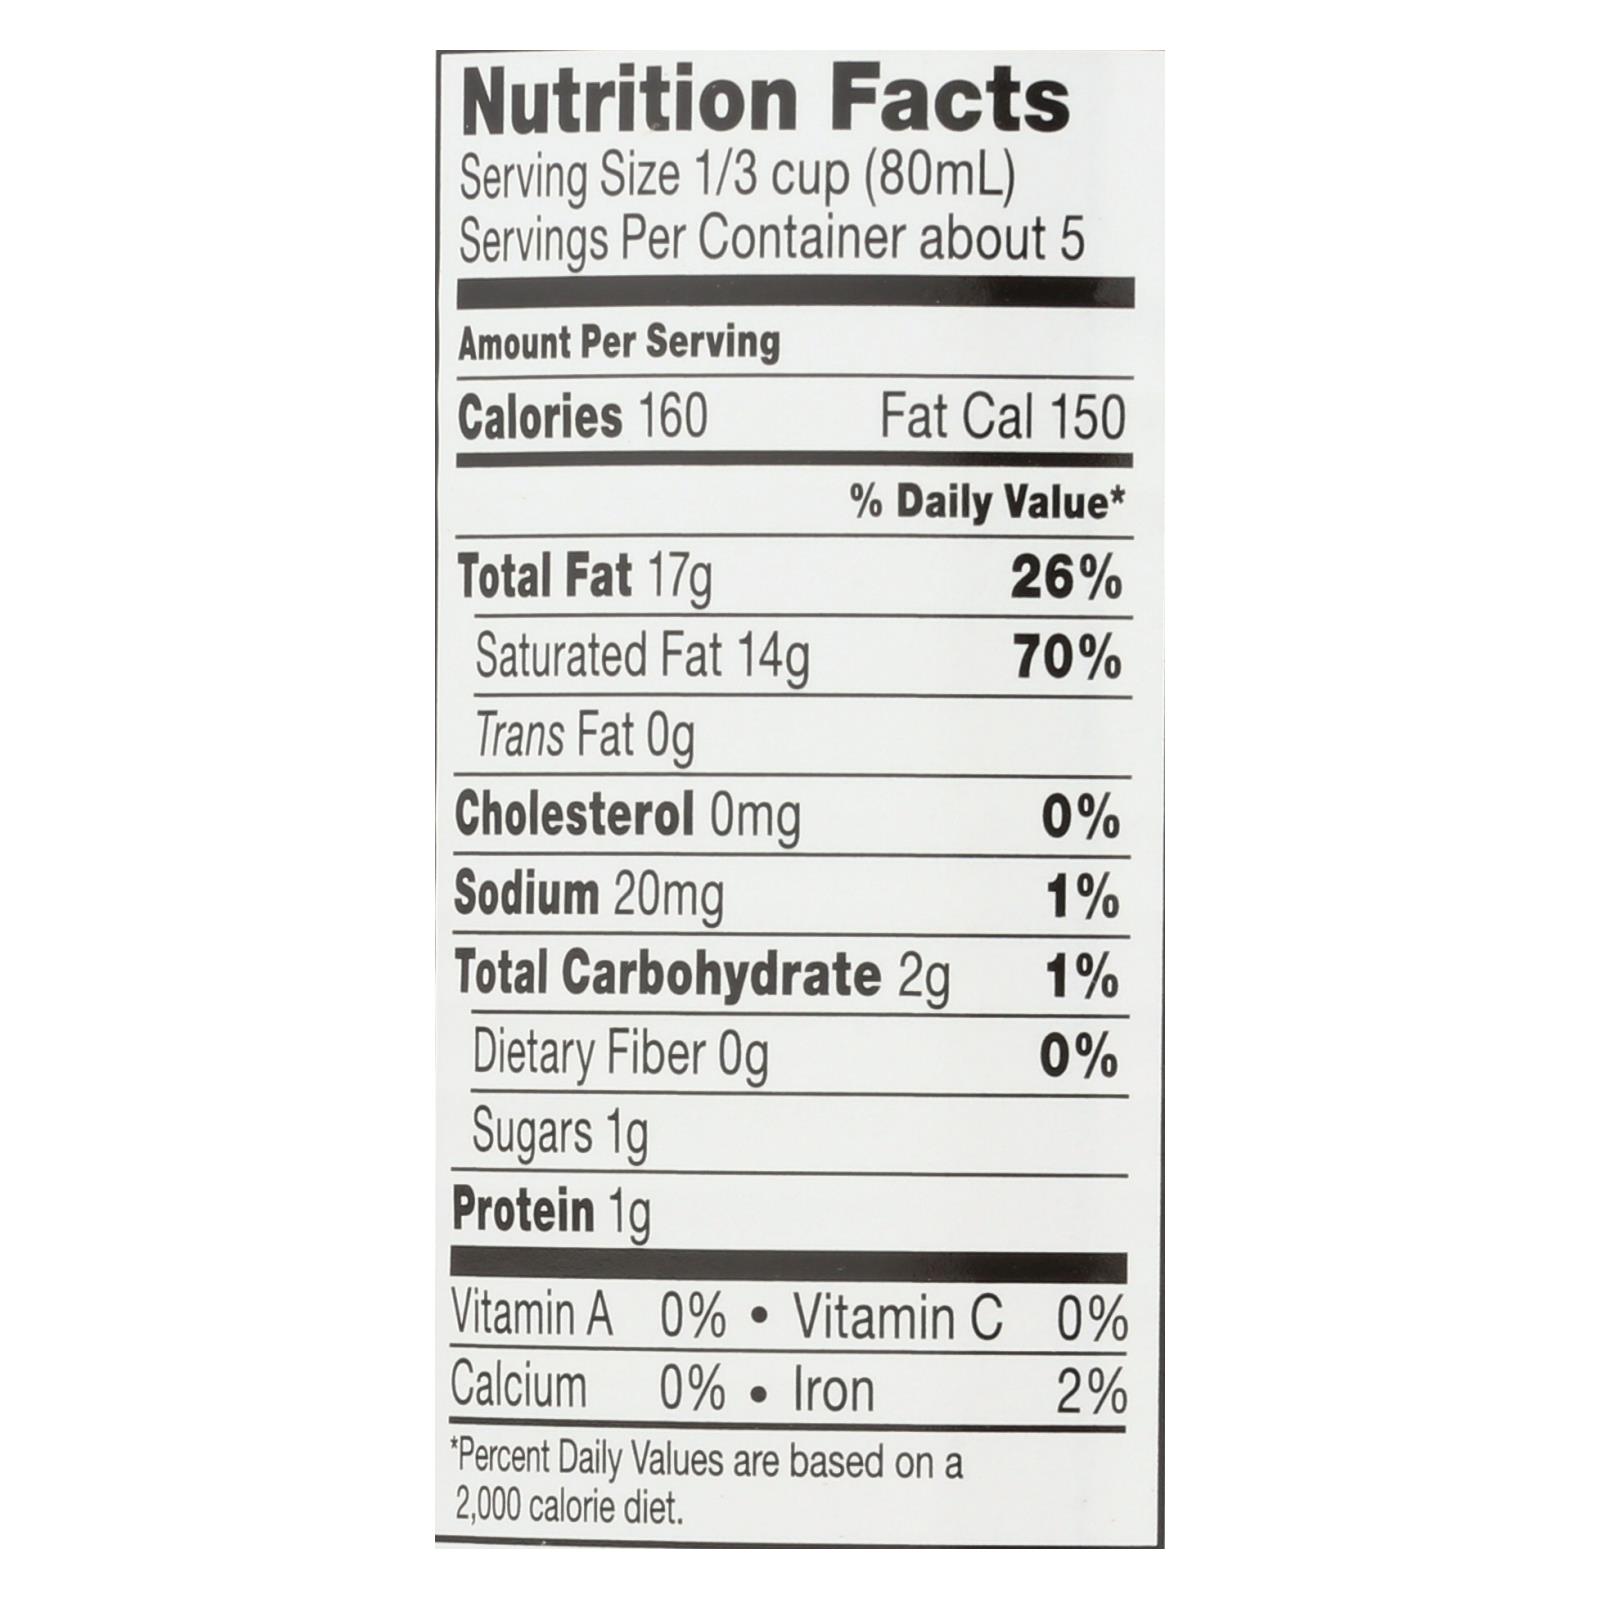 Nutrition Facts
Serving Size 1/3 cup (80mL)
Servings Per Container about 5
Amount Per Serving
Calories 160 Fat Cal 150
% Daily Value*
Total Fat 17g 26%
Saturated Fat 14g 70%
Trans Fat 0g
Cholesterol 0mg 0%
Sodium 20mg 1%
Total Carbohydrate 2g 1%
Dietary Fiber 0g 0%
Sugars 1g
Protein 1g
Vitamin A 0% • Vitamin C 0%
Calcium 0% • Iron 2%
*Percent Daily Values are based on a
2,000 calorie diet.